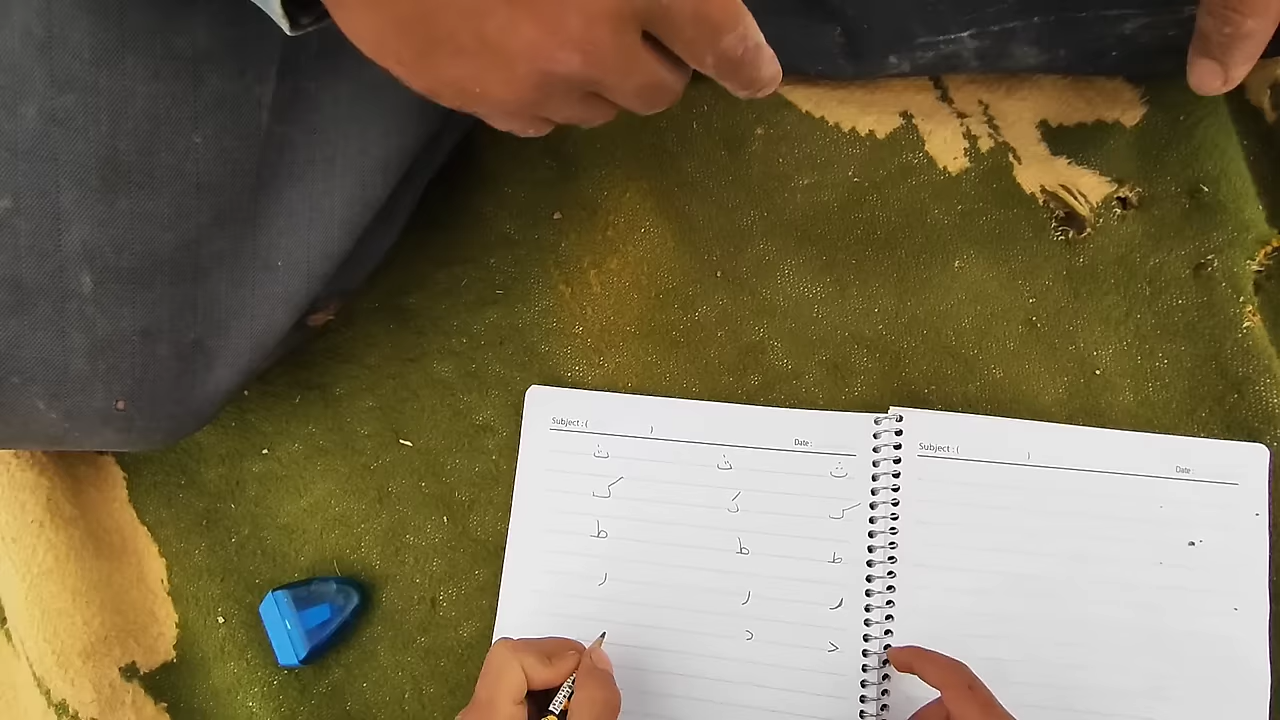 Subject : (          )
Date :
ث ث ث
ک ک ک
ط ط ط
ر ر ر
د د
Subject : (          )
Date :